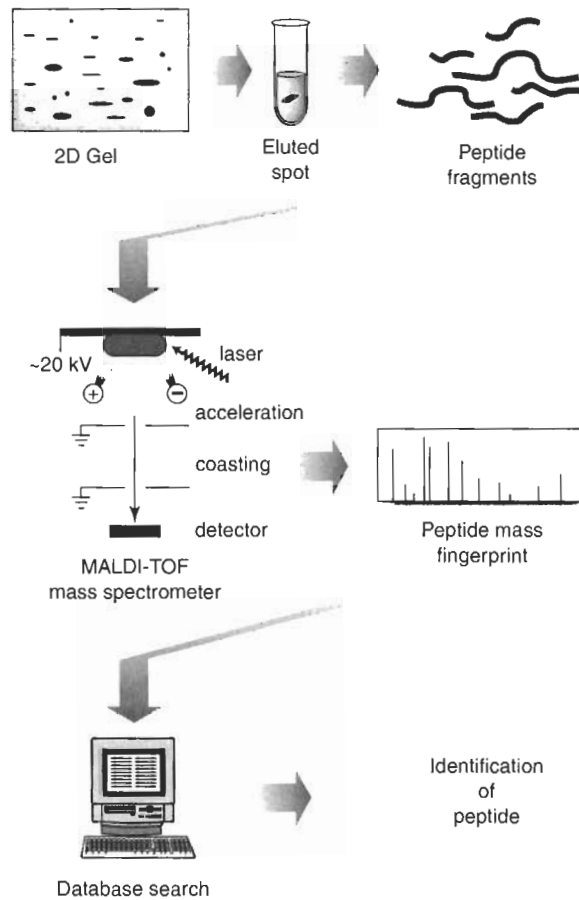 2D Gel
Eluted
spot
Peptide
fragments
~20 kV
laser
+
−
acceleration
coasting
detector
MALDI-TOF
mass spectrometer
Peptide mass
fingerprint
Database search
Identification
of
peptide